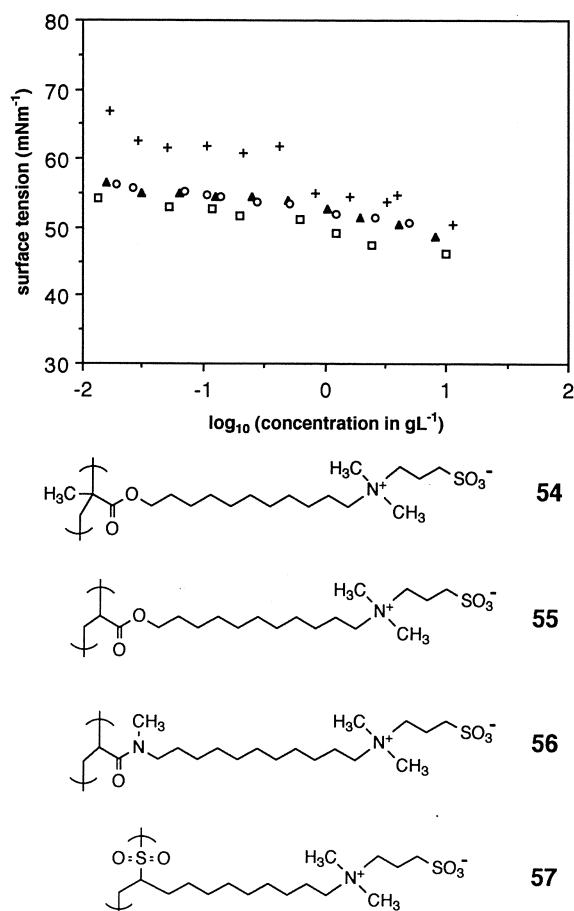 80
70
60
50
40
30
surface tension (mNm⁻¹)
-2 -1 0 1 2
log₁₀ (concentration in gL⁻¹)
H₃C O O H₃C N⁺ CH₃ SO₃⁻ 54
O O H₃C N⁺ CH₃ SO₃⁻ 55
CH₃ N O H₃C N⁺ CH₃ SO₃⁻ 56
O=S=O H₃C N⁺ CH₃ SO₃⁻ 57